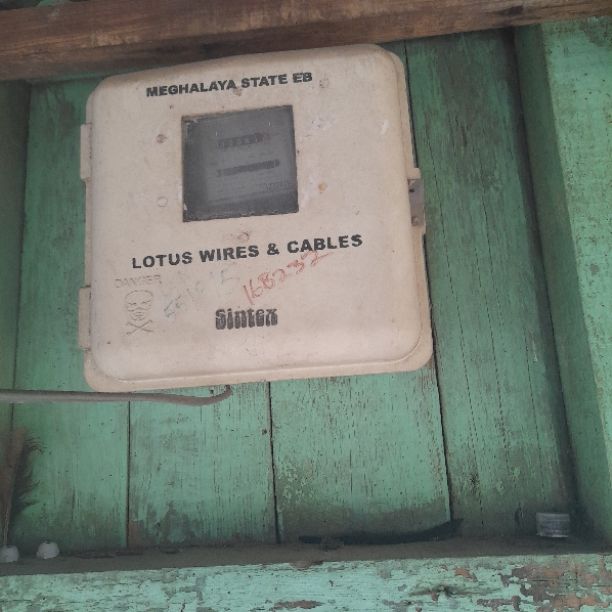 MEGHALAYA STATE EB
LOTUS WIRES & CABLES
DANGER
168232
Sintex